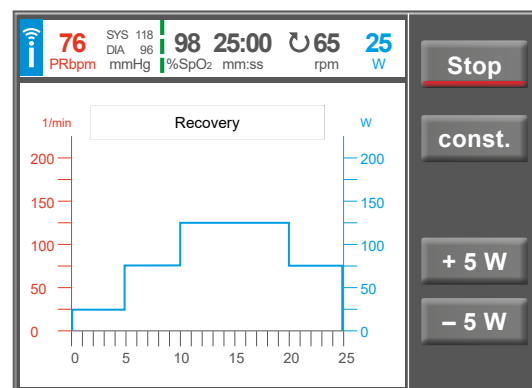 76 SYS 118 98 25:00 65 25
DIA 96
PRbpm mmHg %SpO2 mm:ss rpm W
Stop
const.
1/min Recovery W
200 200
150 150
100 100
50 50
0 0
0 5 10 15 20 25
+ 5 W
– 5 W